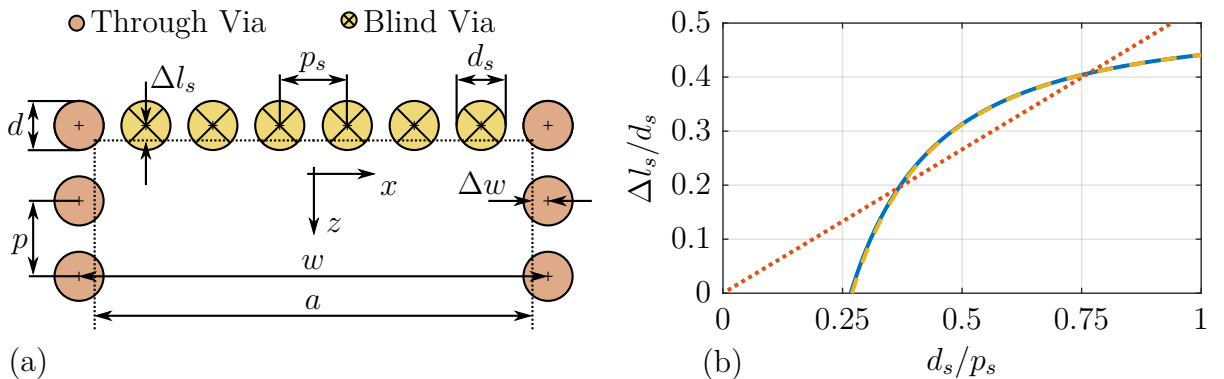 Through Via
Blind Via
Δl_s
p_s
d_s
d
x
Δw
z
p
w
a
(a)
0.5
0.4
0.3
0.2
0.1
0
Δl_s/d_s
0
0.25
0.5
0.75
1
d_s/p_s
(b)